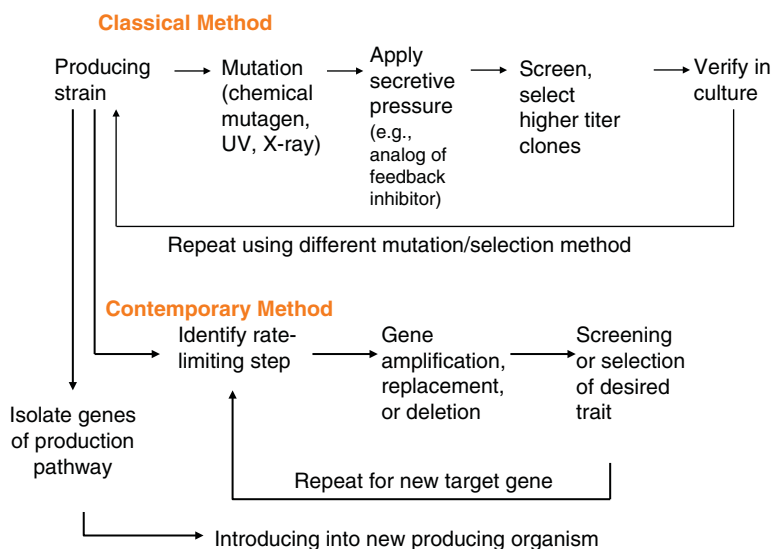 Classical Method
Producing
strain
Mutation
(chemical
mutagen,
UV, X-ray)
Apply
secretive
pressure
(e.g.,
analog of
feedback
inhibitor)
Screen,
select
higher titer
clones
Verify in
culture
Repeat using different mutation/selection method
Contemporary Method
Identify rate-
limiting step
Gene
amplification,
replacement,
or deletion
Screening
or selection
of desired
trait
Isolate genes
of production
pathway
Repeat for new target gene
Introducing into new producing organism